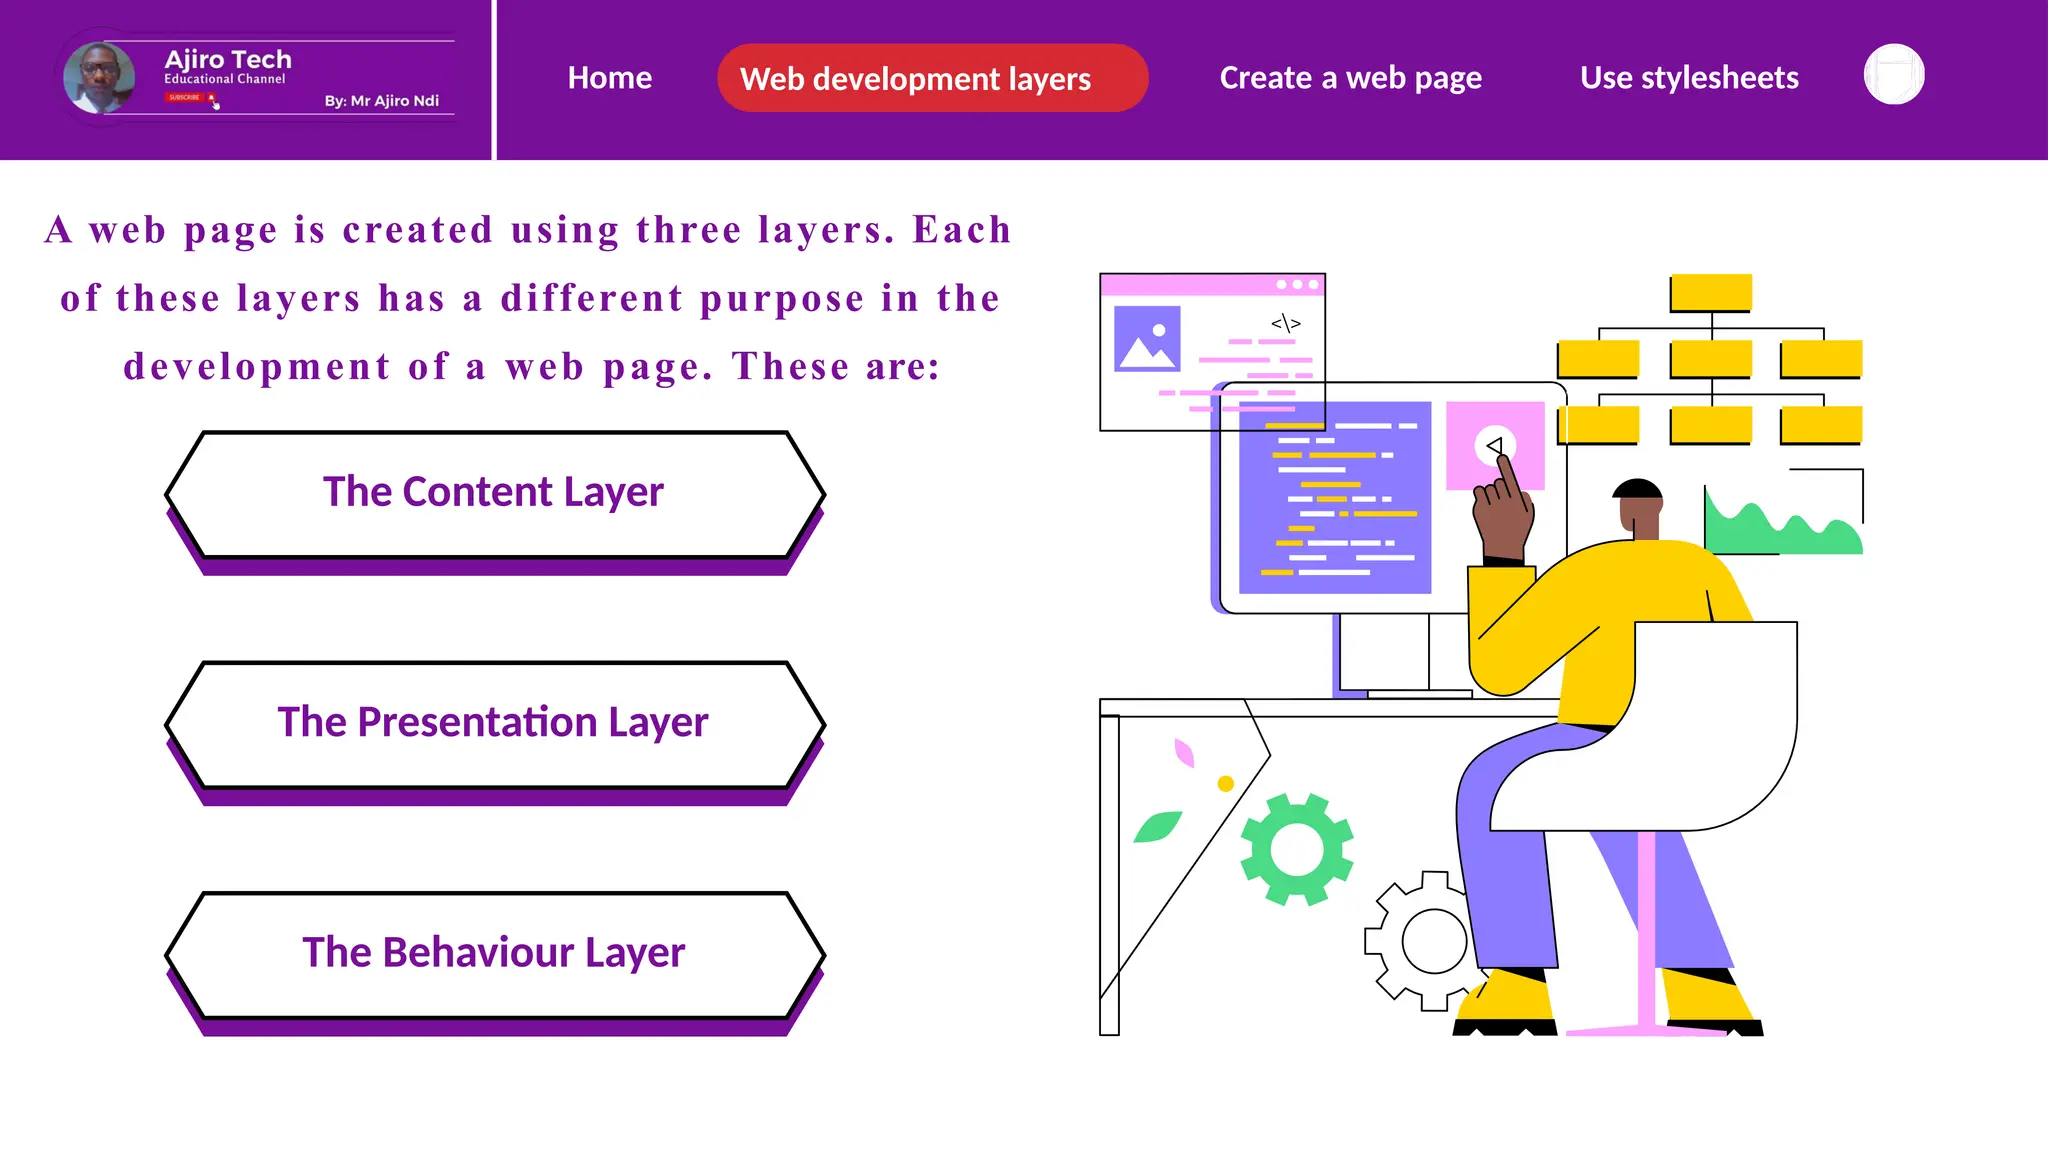 Ajiro Tech
Educational Channel
SUBSCRIBE
By: Mr Ajiro Ndi
Home
Web development layers
Create a web page
Use stylesheets
A web page is created using three layers. Each
of these layers has a different purpose in the
development of a web page. These are:
The Content Layer
The Presentation Layer
The Behaviour Layer
<\>